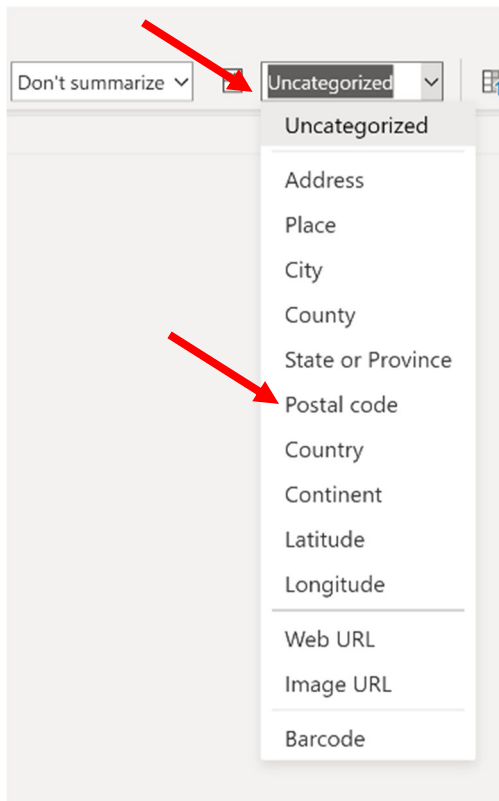 Don't summarize
Uncategorized
Uncategorized
Address
Place
City
County
State or Province
Postal code
Country
Continent
Latitude
Longitude
Web URL
Image URL
Barcode